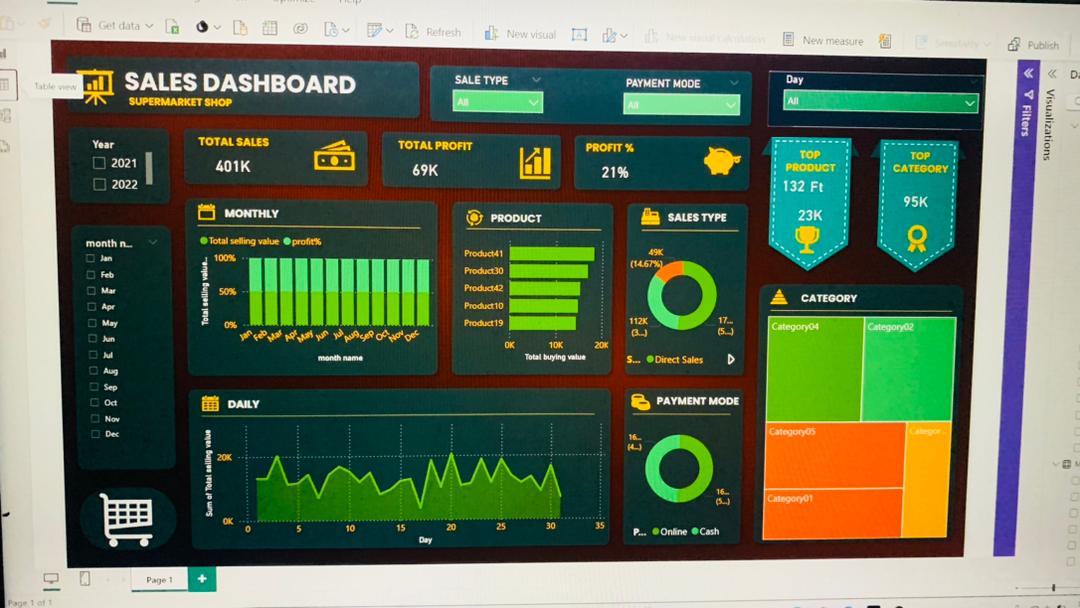 Get data
Refresh
New visual
New visual calculation
New measure
Sensitivity
Publish
Table view
SALES DASHBOARD
SUPERMARKET SHOP
SALE TYPE
All
PAYMENT MODE
All
Day
All
Filters
Visualizations
Year
2021
2022
TOTAL SALES
401K
TOTAL PROFIT
69K
PROFIT %
21%
TOP
PRODUCT
132 Ft
23K
TOP
CATEGORY
95K
month n...
Jan
Feb
Mar
Apr
May
Jun
Jul
Aug
Sep
Oct
Nov
Dec
MONTHLY
Total selling value profit%
Total selling value...
100%
50%
0%
Jan Feb Mar Apr May Jun Jul Aug Sep Oct Nov Dec
month name
PRODUCT
Product41
Product30
Product42
Product10
Product19
0K 10K 20K
Total buying value
SALES TYPE
49K
(14.67%)
112K
(3...)
17...
(5...)
S... Direct Sales
CATEGORY
Category04
Category02
Category05
Categor...
Category01
DAILY
Sum of Total selling value
20K
0K
0 5 10 15 20 25 30 35
Day
PAYMENT MODE
16...
(4...)
16...
(5...)
P... Online Cash
Page 1
Page 1 of 1